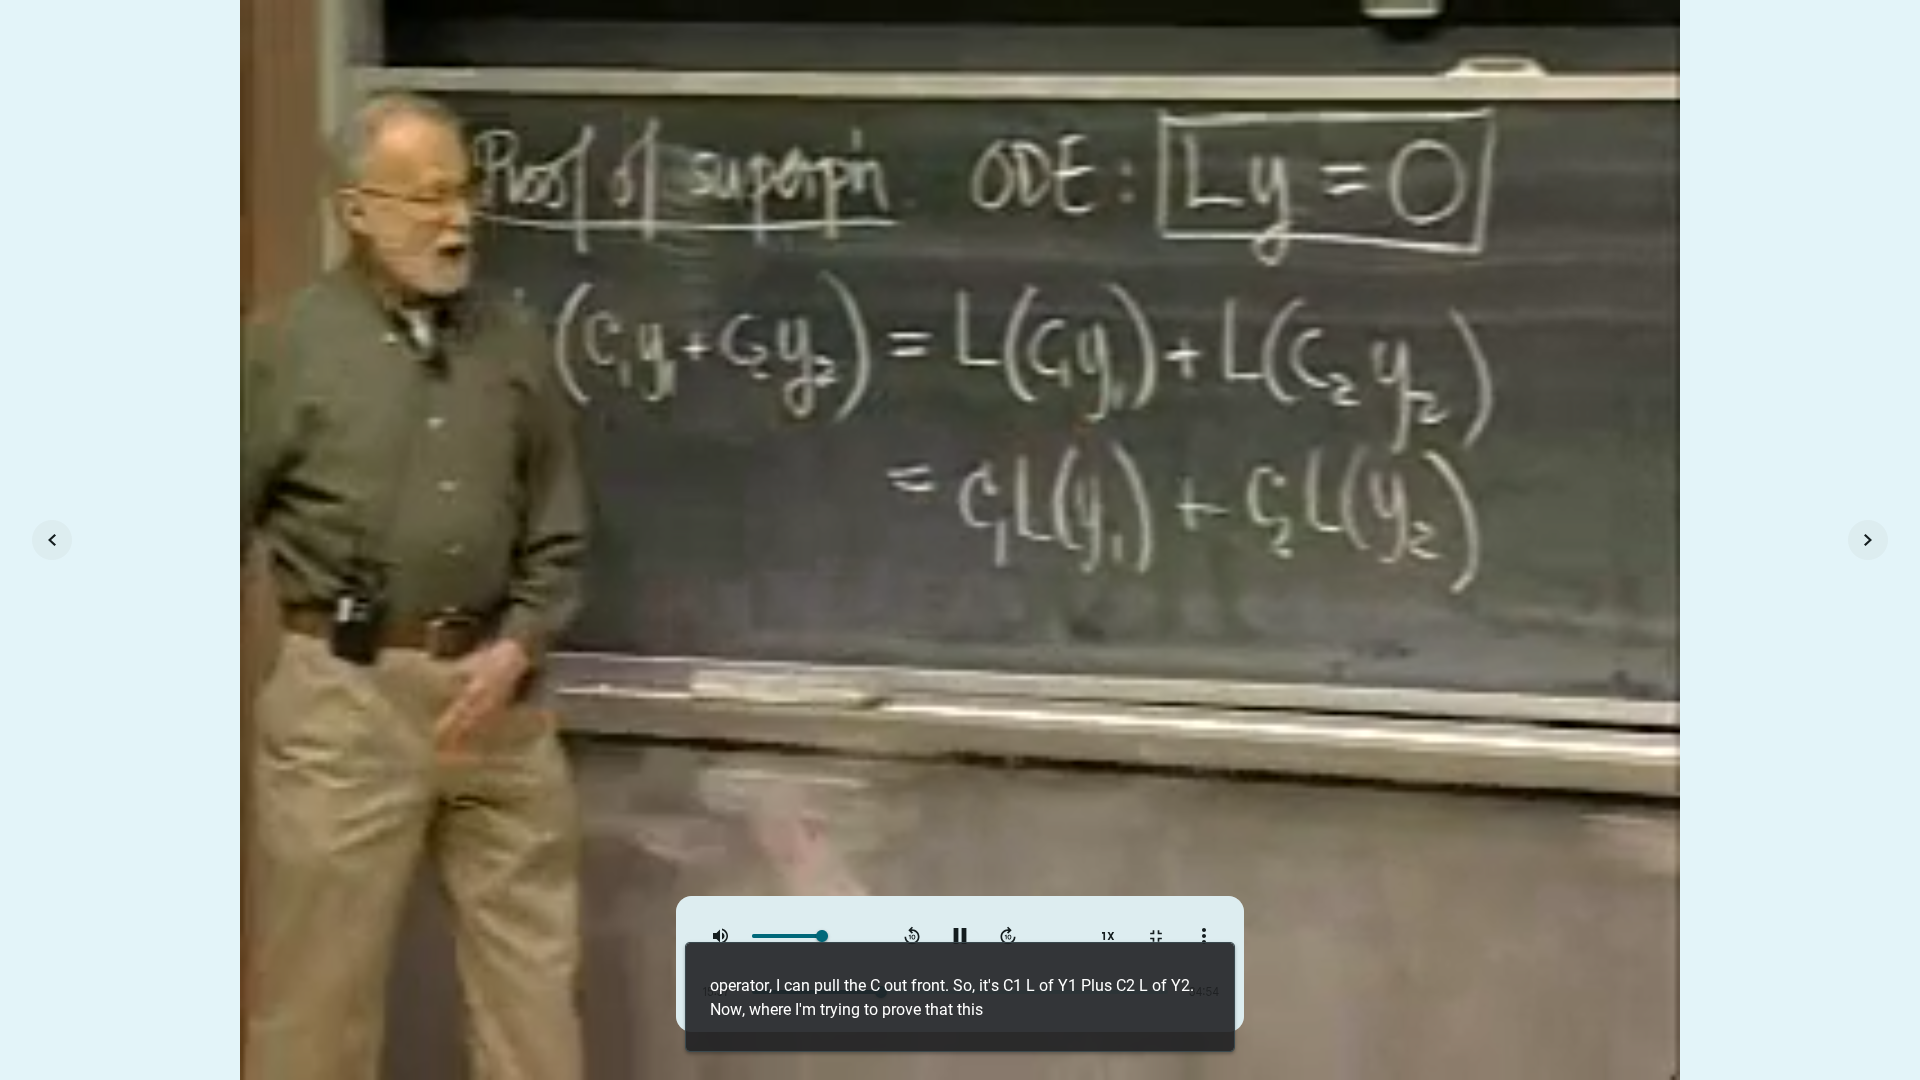 Proof of superp'n ODE: Ly = 0
(c₁y₁+c₂y₂) = L(c₁y₁)+L(c₂y₂)
= c₁L(y₁) + c₂L(y₂)
1X
operator, I can pull the C out front. So, it's C1 L of Y1 Plus C2 L of Y2.
Now, where I'm trying to prove that this